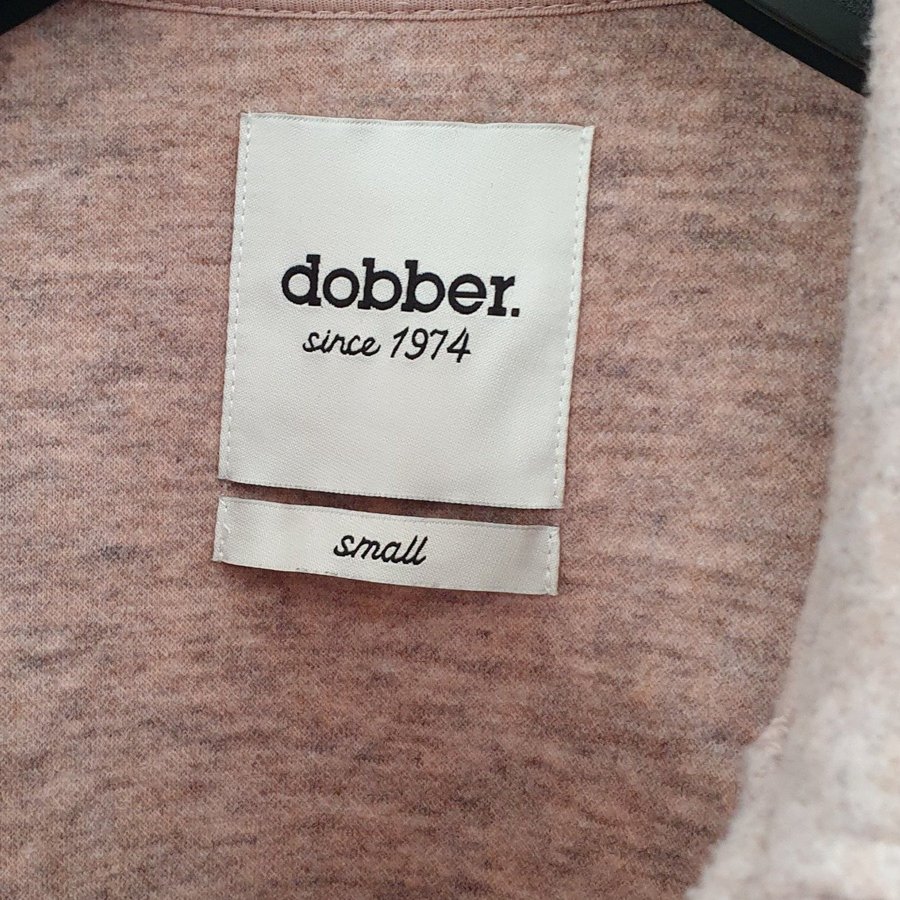 dobber.
since 1974
small